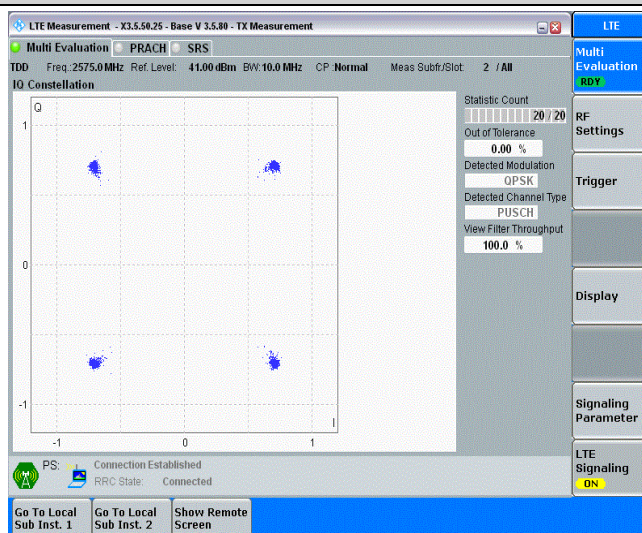 LTE Measurement - X3.5.50.25 - Base V 3.5.80 - TX Measurement
LTE
Multi Evaluation PRACH SRS
TDD Freq.:2575.0 MHz Ref. Level: 41.00 dBm BW:10.0 MHz CP :Normal Meas Subfr./Slot: 2 / All
IQ Constellation
Q
1
0
-1
-1 0 1
I
Statistic Count
20 / 20
Out of Tolerance
0.00 %
Detected Modulation
QPSK
Detected Channel Type
PUSCH
View Filter Throughput
100.0 %
PS: Connection Established
RRC State: Connected
Multi
Evaluation
RDY
RF
Settings
Trigger
Display
Signaling
Parameter
LTE
Signaling
ON
Go To Local
Sub Inst. 1
Go To Local
Sub Inst. 2
Show Remote
Screen